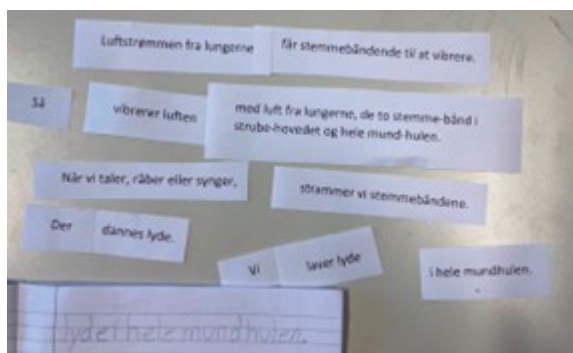 Luftstrømmen fra lungerne får stemmebåndende til at vibrere.
Så vibrerer luften med luft fra lungerne, de to stemme-bånd i
strube-hovedet og hele mund-hulen.
Når vi taler, råber eller synger, strammer vi stemmebåndene.
Der dannes lyde.
Vi laver lyde i hele mundhulen.
lyde i hele mundhulen.